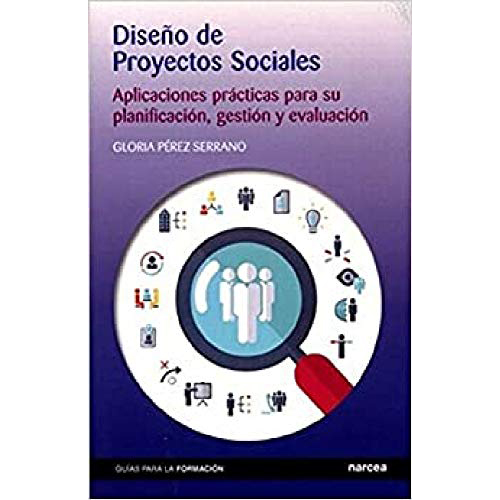 Diseño de
Proyectos Sociales
Aplicaciones prácticas para su
planificación, gestión y evaluación
GLORIA PÉREZ SERRANO
GUÍAS PARA LA FORMACIÓN
narcea